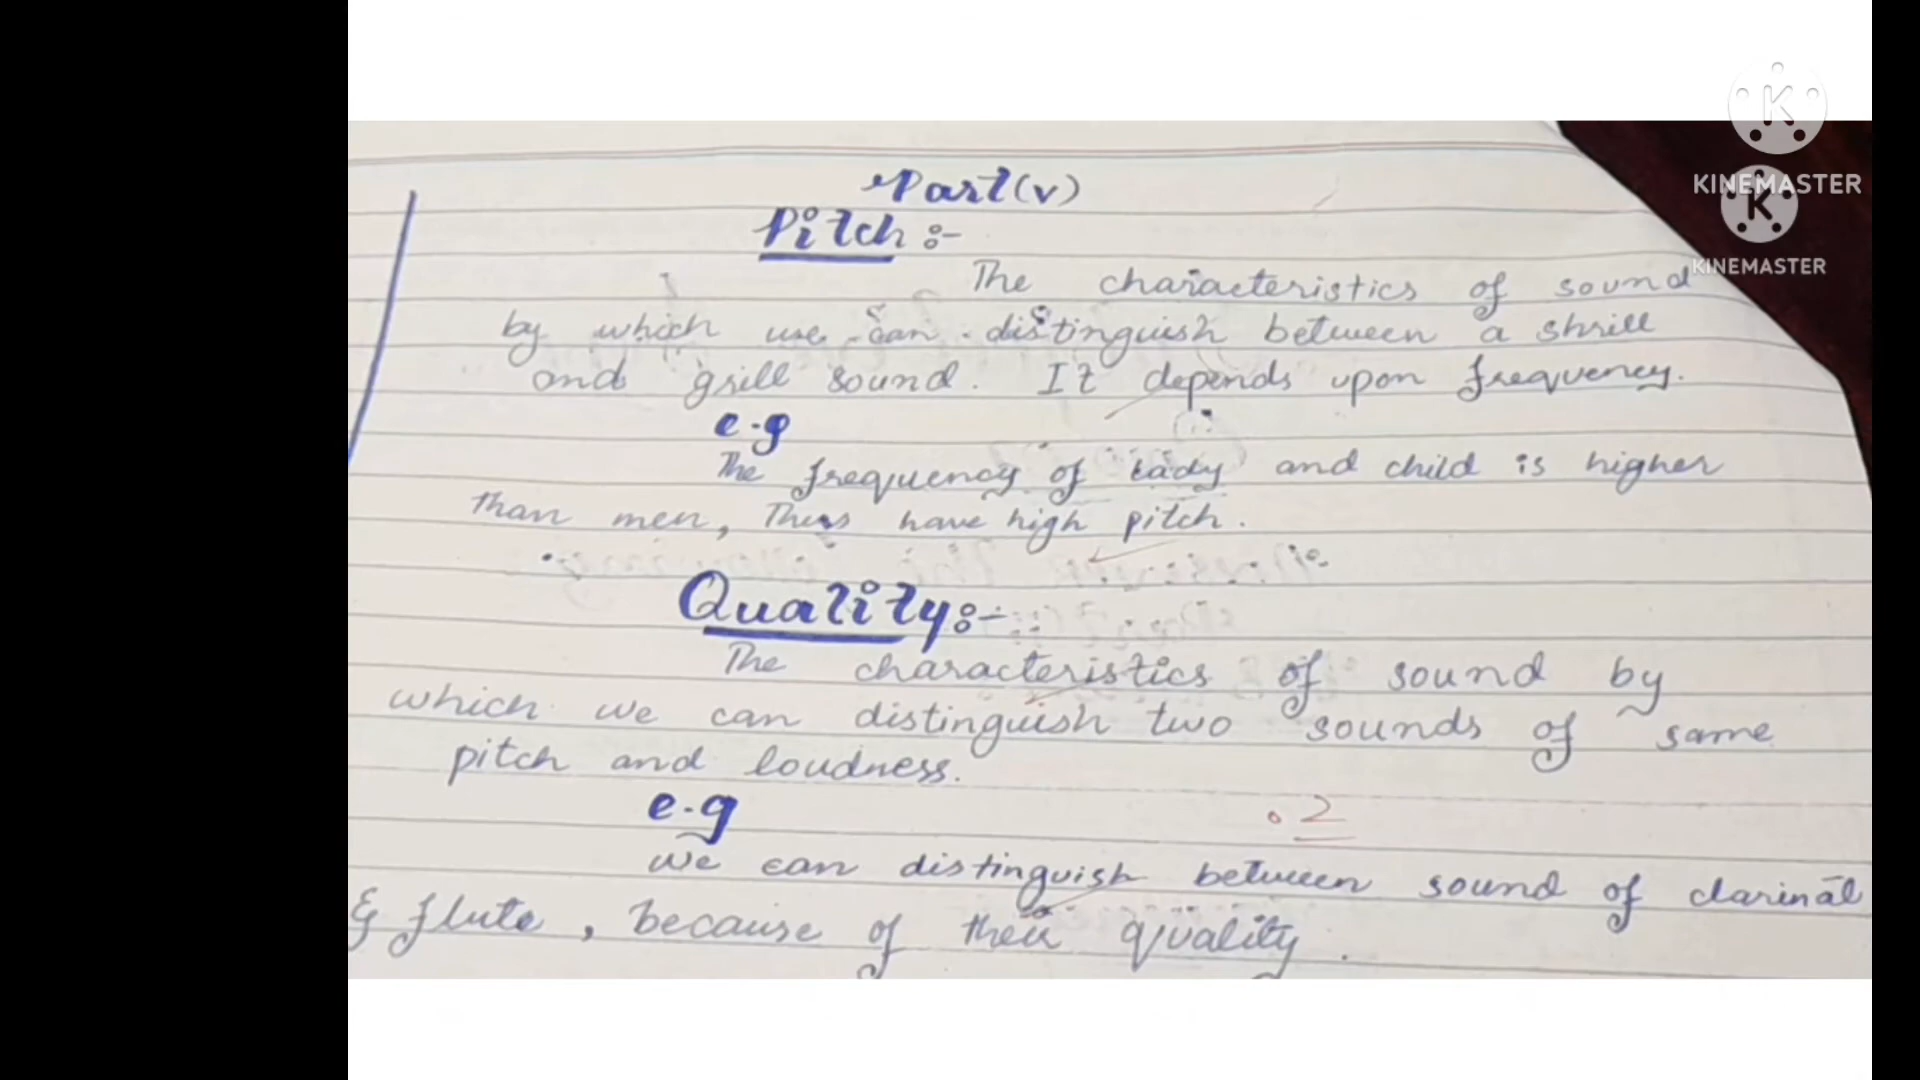 Part(v)
Pitch :-
The characteristics of sound
by which we can distinguish between a shrill
and grill sound. It depends upon frequency.
e.g
The frequency of lady and child is higher
than men, Thus have high pitch.
Quality:-
The characteristics of sound by
which we can distinguish two sounds of same
pitch and loudness.
e.g
.2
we can distinguish between sound of clarinat
& flute, because of their quality.
KINEMASTER
KINEMASTER